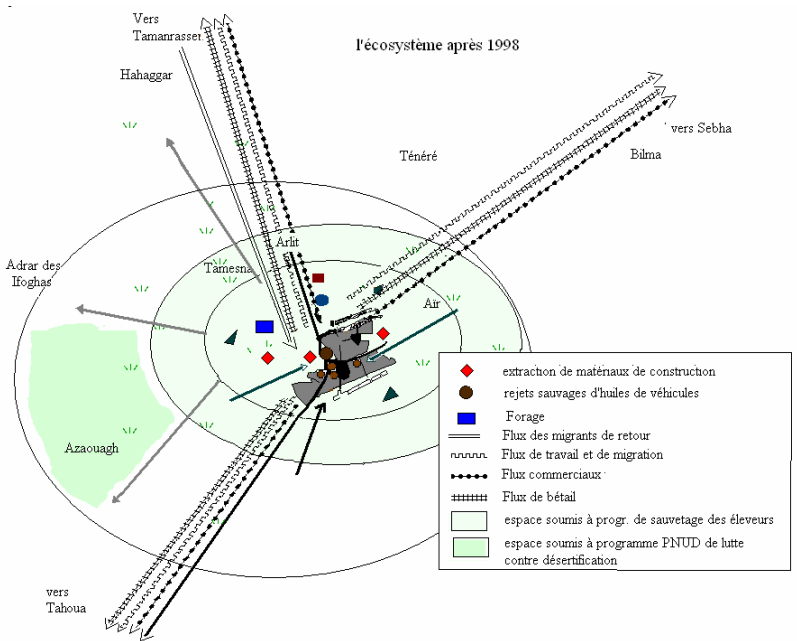 Vers
Tamanrasset
l'écosystème après 1998
Hahaggar
vers Sebha
Ténéré
Bilma
Arlit
Adrar des
Ifoghas
Tamesna
Aïr
Azaouagh
vers
Tahoua
extraction de matériaux de construction
rejets sauvages d'huiles de véhicules
Forage
Flux des migrants de retour
Flux de travail et de migration
Flux commerciaux
Flux de bétail
espace soumis à progr. de sauvetage des éleveurs
espace soumis à programme PNUD de lutte
contre désertification